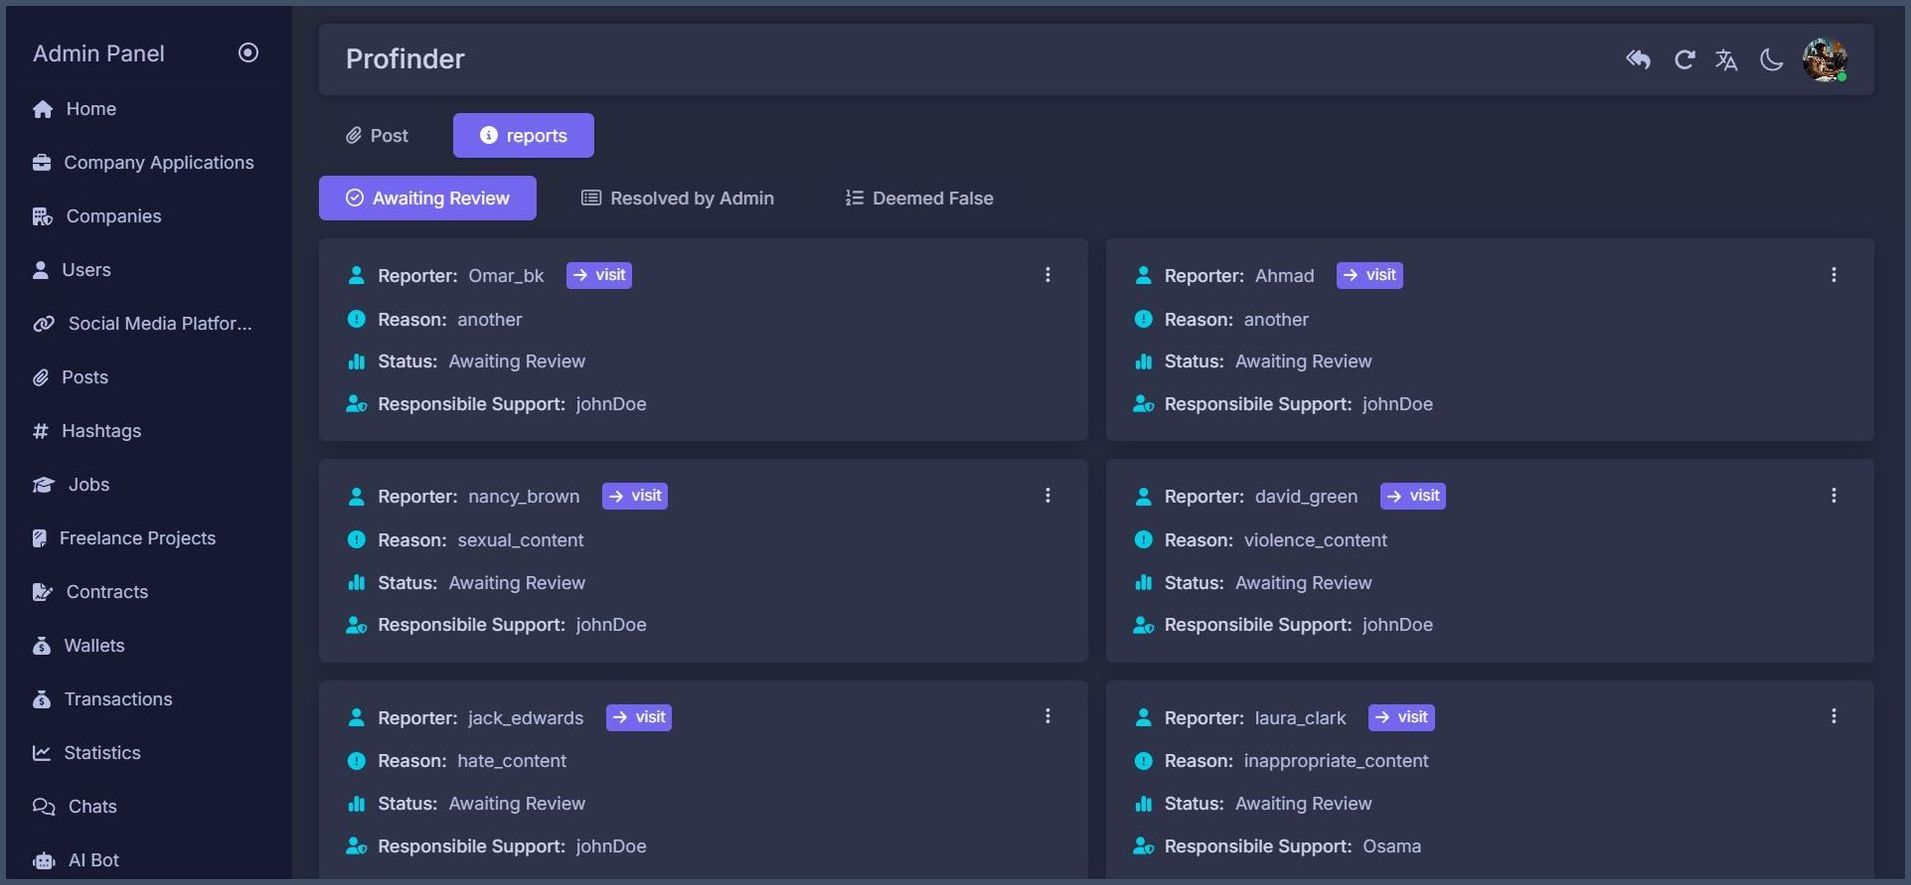 Admin Panel
Home
Company Applications
Companies
Users
Social Media Platfor...
Posts
Hashtags
Jobs
Freelance Projects
Contracts
Wallets
Transactions
Statistics
Chats
AI Bot
Profinder
Post
reports
Awaiting Review
Resolved by Admin
Deemed False
Reporter: Omar_bk visit
Reason: another
Status: Awaiting Review
Responsibile Support: johnDoe
Reporter: Ahmad visit
Reason: another
Status: Awaiting Review
Responsibile Support: johnDoe
Reporter: nancy_brown visit
Reason: sexual_content
Status: Awaiting Review
Responsibile Support: johnDoe
Reporter: david_green visit
Reason: violence_content
Status: Awaiting Review
Responsibile Support: johnDoe
Reporter: jack_edwards visit
Reason: hate_content
Status: Awaiting Review
Responsibile Support: johnDoe
Reporter: laura_clark visit
Reason: inappropriate_content
Status: Awaiting Review
Responsibile Support: Osama